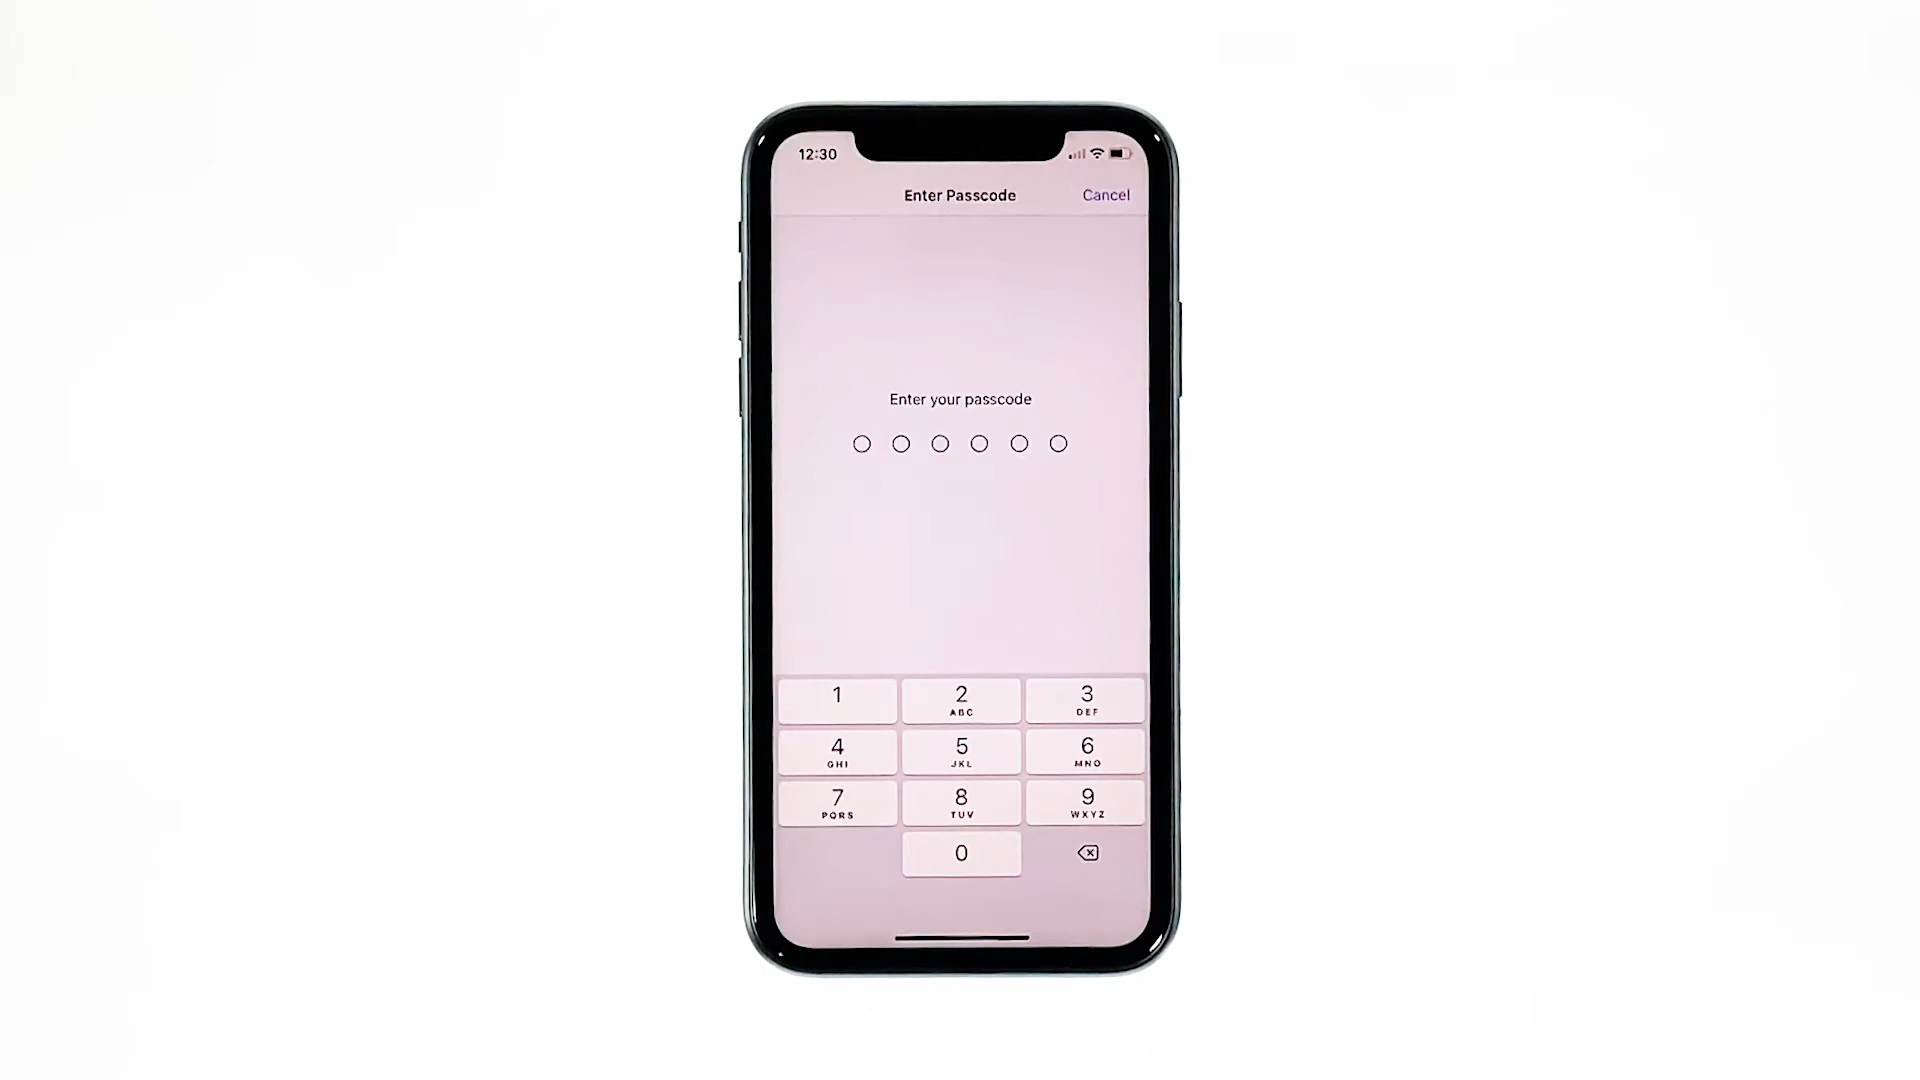 12:30
Enter Passcode Cancel
Enter your passcode
1 2 3
ABC DEF
4 5 6
GHI JKL MNO
7 8 9
PQRS TUV WXYZ
0